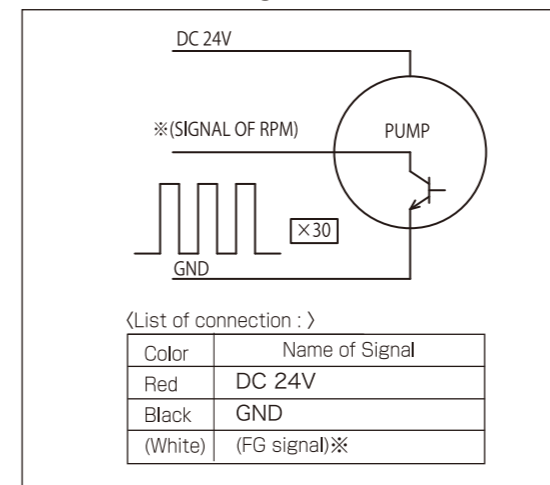 DC 24V
※(SIGNAL OF RPM)
PUMP
×30
GND
〈List of connection : 〉
Color Name of Signal
Red DC 24V
Black GND
(White) (FG signal)※